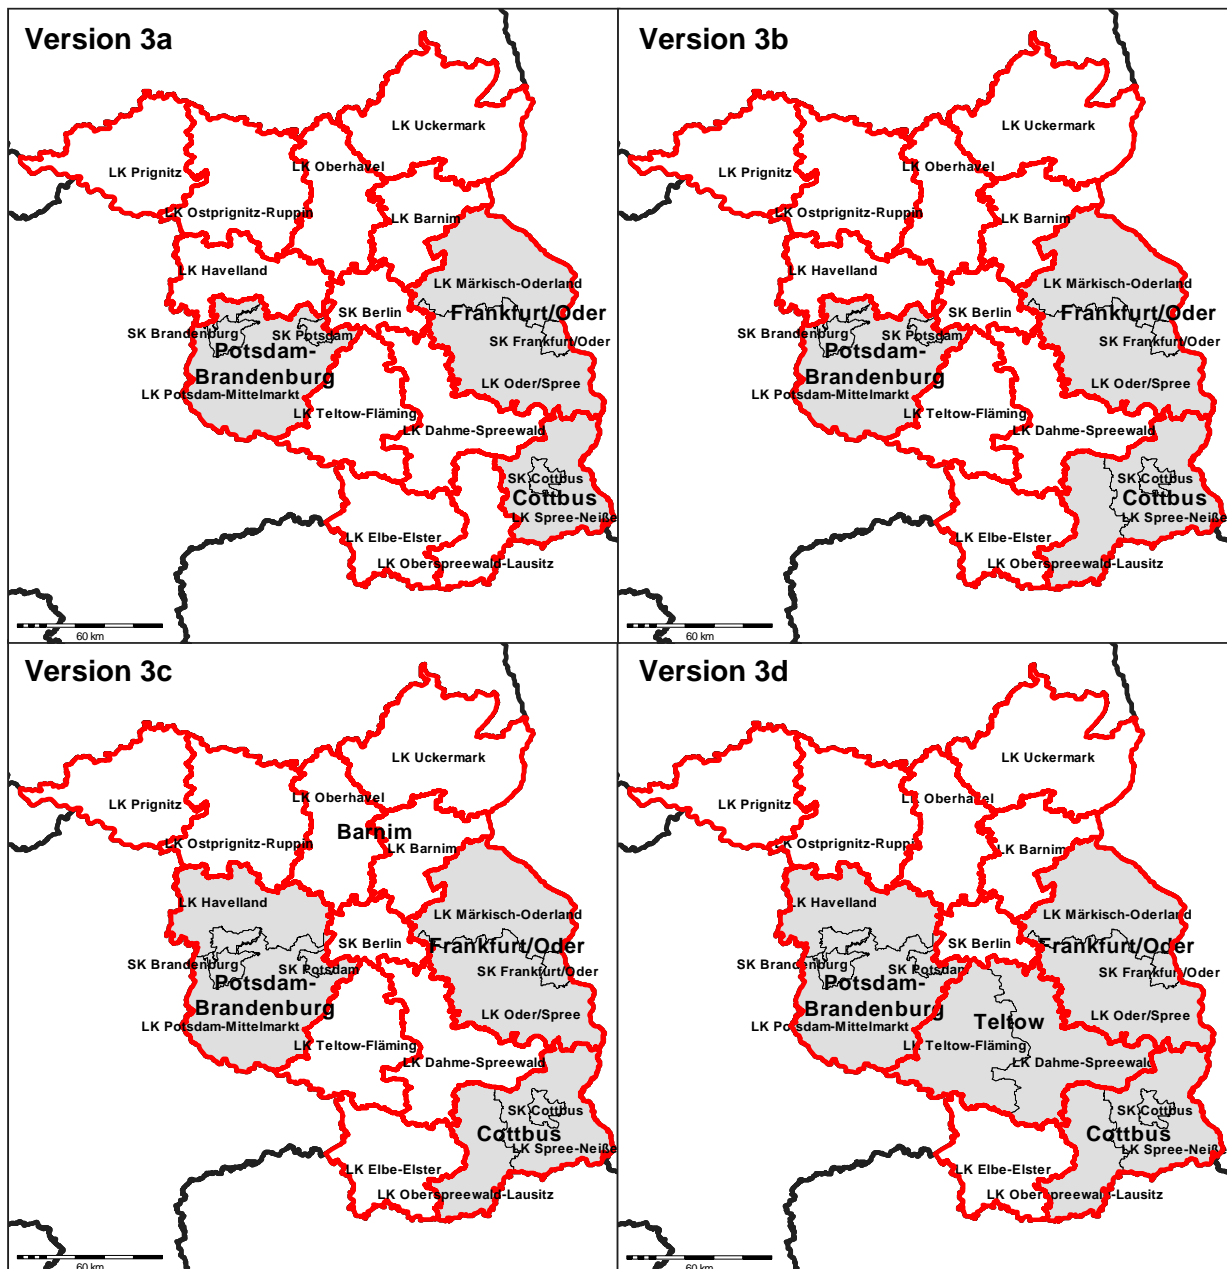 Version 3a
LK Uckermark
LK Prignitz
LK Oberhavel
LK Ostprignitz-Ruppin
LK Barnim
LK Havelland
LK Märkisch-Oderland
SK Berlin
Frankfurt/Oder
SK Brandenburg
SK Potsdam
SK Frankfurt/Oder
Potsdam-
Brandenburg
LK Oder/Spree
LK Potsdam-Mittelmarkt
LK Teltow-Fläming
LK Dahme-Spreewald
SK Cottbus
Cottbus
LK Spree-Neiße
LK Elbe-Elster
LK Oberspreewald-Lausitz
60 km
Version 3b
LK Uckermark
LK Prignitz
LK Oberhavel
LK Ostprignitz-Ruppin
LK Barnim
LK Havelland
LK Märkisch-Oderland
SK Berlin
Frankfurt/Oder
SK Brandenburg
SK Potsdam
SK Frankfurt/Oder
Potsdam-
Brandenburg
LK Oder/Spree
LK Potsdam-Mittelmarkt
LK Teltow-Fläming
LK Dahme-Spreewald
SK Cottbus
Cottbus
LK Spree-Neiße
LK Elbe-Elster
LK Oberspreewald-Lausitz
60 km
Version 3c
LK Uckermark
LK Prignitz
LK Oberhavel
Barnim
LK Ostprignitz-Ruppin
LK Barnim
LK Havelland
LK Märkisch-Oderland
SK Berlin
Frankfurt/Oder
SK Brandenburg
SK Potsdam
SK Frankfurt/Oder
Potsdam-
Brandenburg
LK Oder/Spree
LK Potsdam-Mittelmarkt
LK Teltow-Fläming
LK Dahme-Spreewald
SK Cottbus
Cottbus
LK Spree-Neiße
LK Elbe-Elster
LK Oberspreewald-Lausitz
60 km
Version 3d
LK Uckermark
LK Prignitz
LK Oberhavel
LK Ostprignitz-Ruppin
LK Barnim
LK Havelland
LK Märkisch-Oderland
SK Berlin
Frankfurt/Oder
SK Brandenburg
SK Potsdam
SK Frankfurt/Oder
Potsdam-
Brandenburg
LK Oder/Spree
Teltow
LK Potsdam-Mittelmarkt
LK Teltow-Fläming
LK Dahme-Spreewald
SK Cottbus
Cottbus
LK Spree-Neiße
LK Elbe-Elster
LK Oberspreewald-Lausitz
60 km